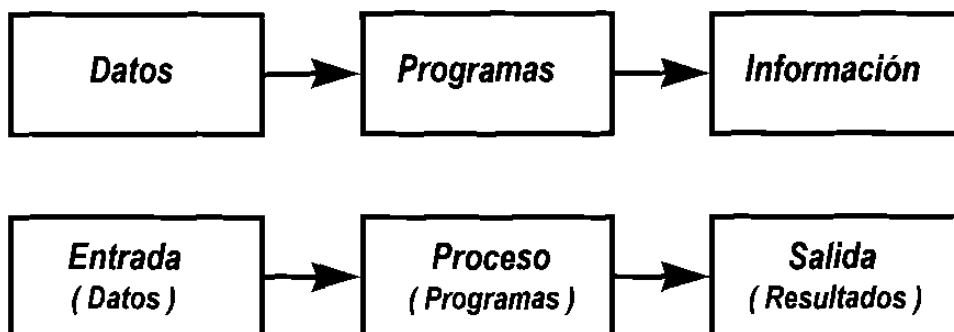 Datos
Programas
Información
Entrada
( Datos )
Proceso
( Programas )
Salida
( Resultados )